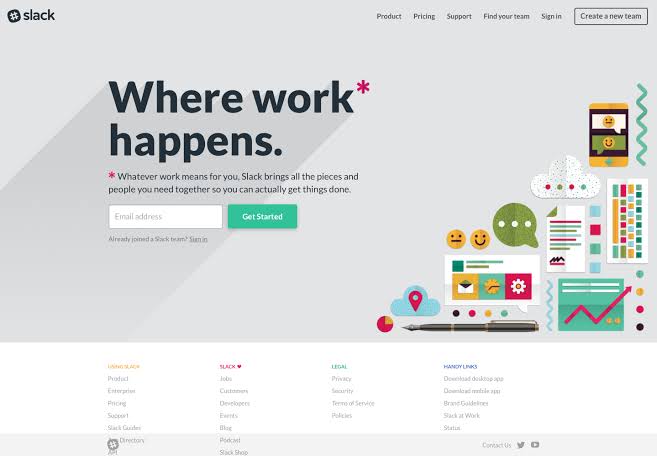 slack
Product Pricing Support Find your team Sign in Create a new team
Where work*
happens.
* Whatever work means for you, Slack brings all the pieces and
people you need together so you can actually get things done.
Email address Get Started
Already joined a Slack team? Sign in
USING SLACK
Product
Enterprise
Pricing
Support
Slack Guides
Directory
API
SLACK ♥
Jobs
Customers
Developers
Events
Blog
Podcast
Slack Shop
LEGAL
Privacy
Security
Terms of Service
Policies
HANDY LINKS
Download desktop app
Download mobile app
Brand Guidelines
Slack at Work
Status
Contact Us